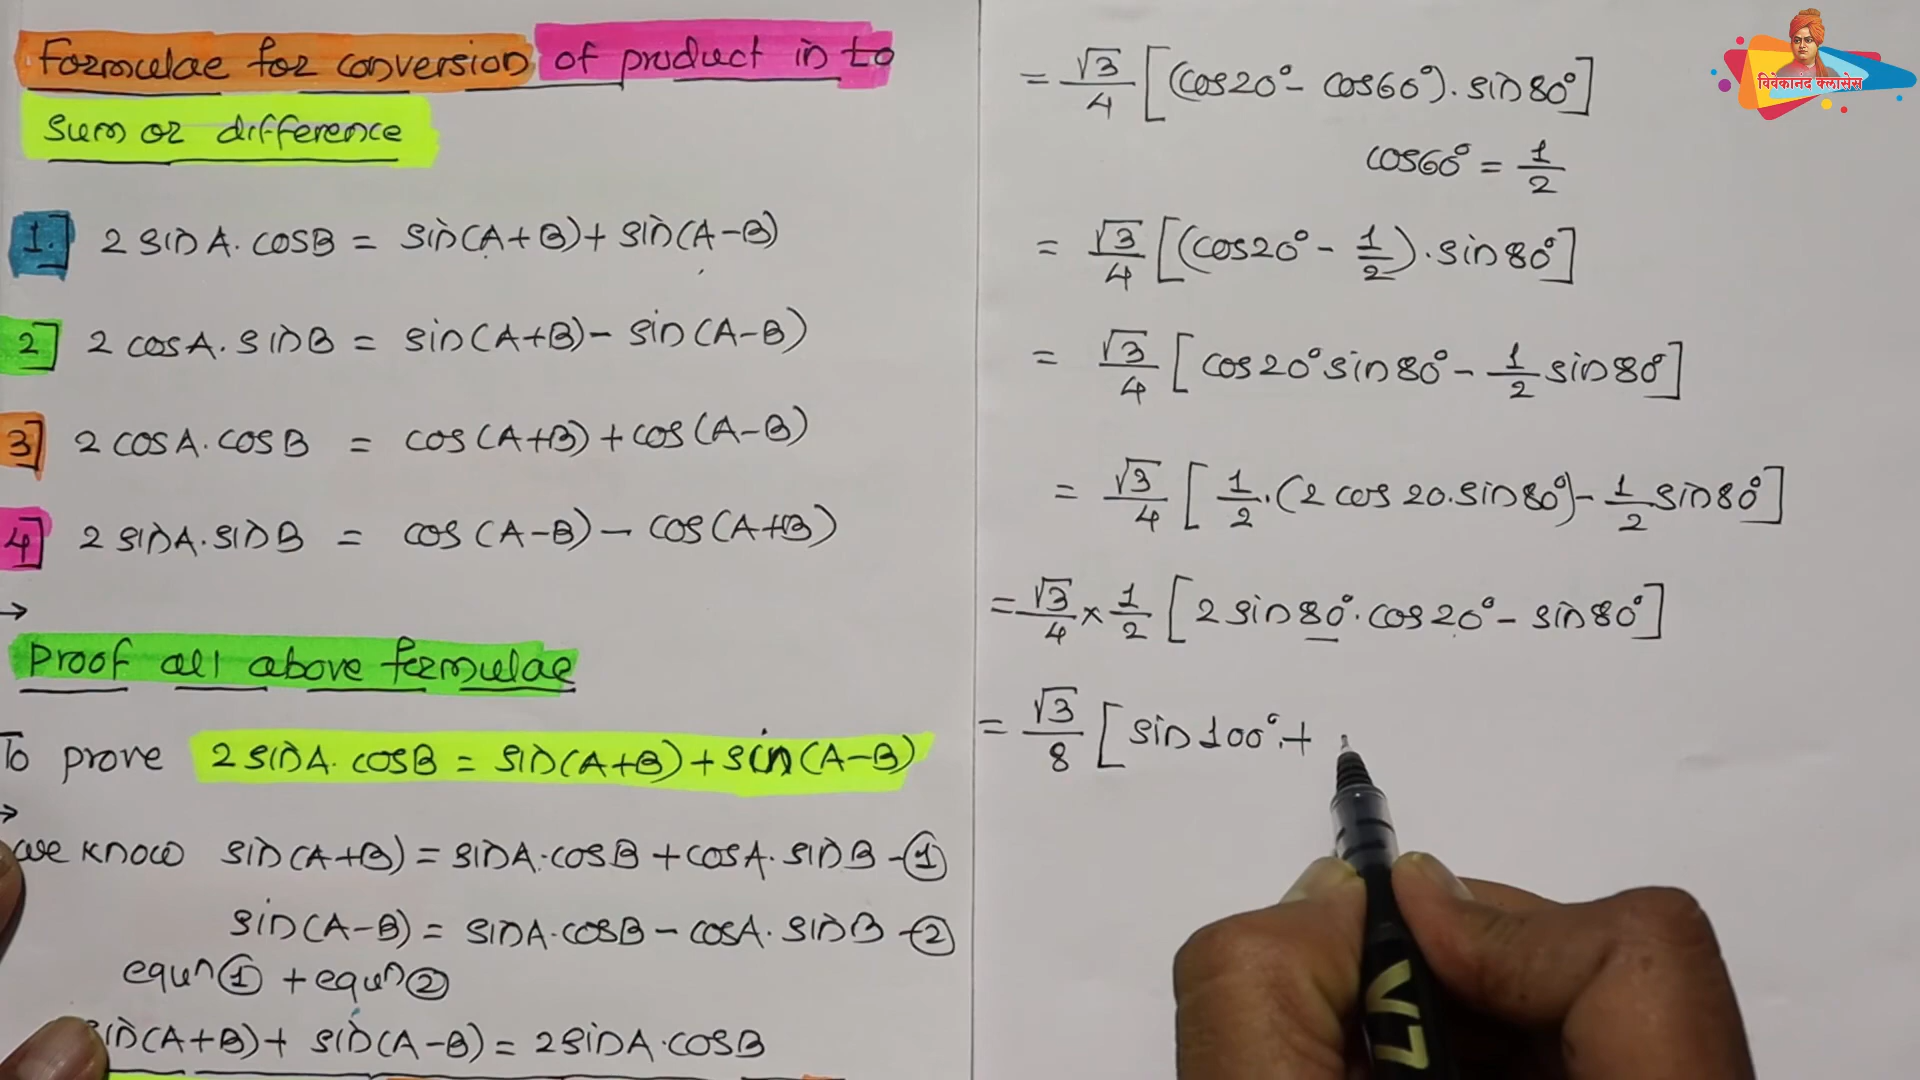 Formulae for conversion of product in to
sum or difference
1. 2 sinA. cosB = sin(A+B)+ sin(A-B)
2] 2 cosA. sinB = sin(A+B)- sin(A-B)
3] 2 cosA. cosB = cos(A+B)+cos(A-B)
4] 2 sinA. sinB = cos(A-B)- cos(A+B)
→
Proof all above formulae
To prove 2sinA. cosB = sin(A+B)+sin(A-B)
→
we know sin(A+B)= sinA.cosB +cosA. sinB -①
sin(A-B)= sinA.cosB - cosA. sinB -②
equn① +equn②
sin(A+B)+ sin(A-B)= 2sinA.cosB
= √3/4 [(cos20°- cos60°). sin80°]
cos60° = 1/2
= √3/4 [(cos20° - 1/2). sin80°]
= √3/4 [cos20°sin80° - 1/2 sin80°]
= √3/4 [1/2.(2 cos 20.sin80°)- 1/2 sin80°]
= √3/4 × 1/2 [2 sin80°. cos20° - sin80°]
= √3/8 [sin100°+
विवेकानंद क्लासेस
V7